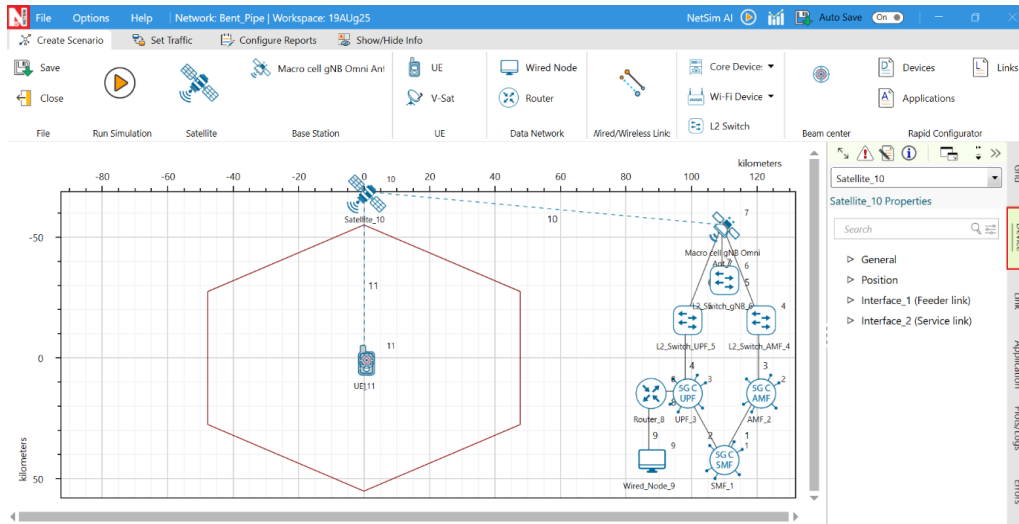 N File Options Help Network: Bent_Pipe | Workspace: 19AUg25 NetSim AI Auto Save On
Create Scenario Set Traffic Configure Reports Show/Hide Info
Save Macro cell gNB Omni Ant UE Wired Node Core Device: Devices Links
Close V-Sat Router Wi-Fi Device Applications
L2 Switch
File Run Simulation Satellite Base Station UE Data Network Wired/Wireless Links Beam center Rapid Configurator
kilometers
-80 -60 -40 -20 0 10 20 40 60 80 100 120
Satellite_10
Satellite_10 Properties
Search
General
Position
Interface_1 (Feeder link)
Interface_2 (Service link)
Grid
Device
Link
Application
Plots/Logs
Errors
Satellite_10
10
7
-50
Macro cell gNB Omni
Ant_7 6
11
5
L2_Switch_gNB_6
4
L2_Switch_UPF_5 L2_Switch_AMF_4
11
0
4 3
UE_11
8 3 2
5G C UPF
5G C AMF
8
Router_8 UPF_3 AMF_2
9 9 2 1
1
5G C SMF
50
kilometers
Wired_Node_9 SMF_1